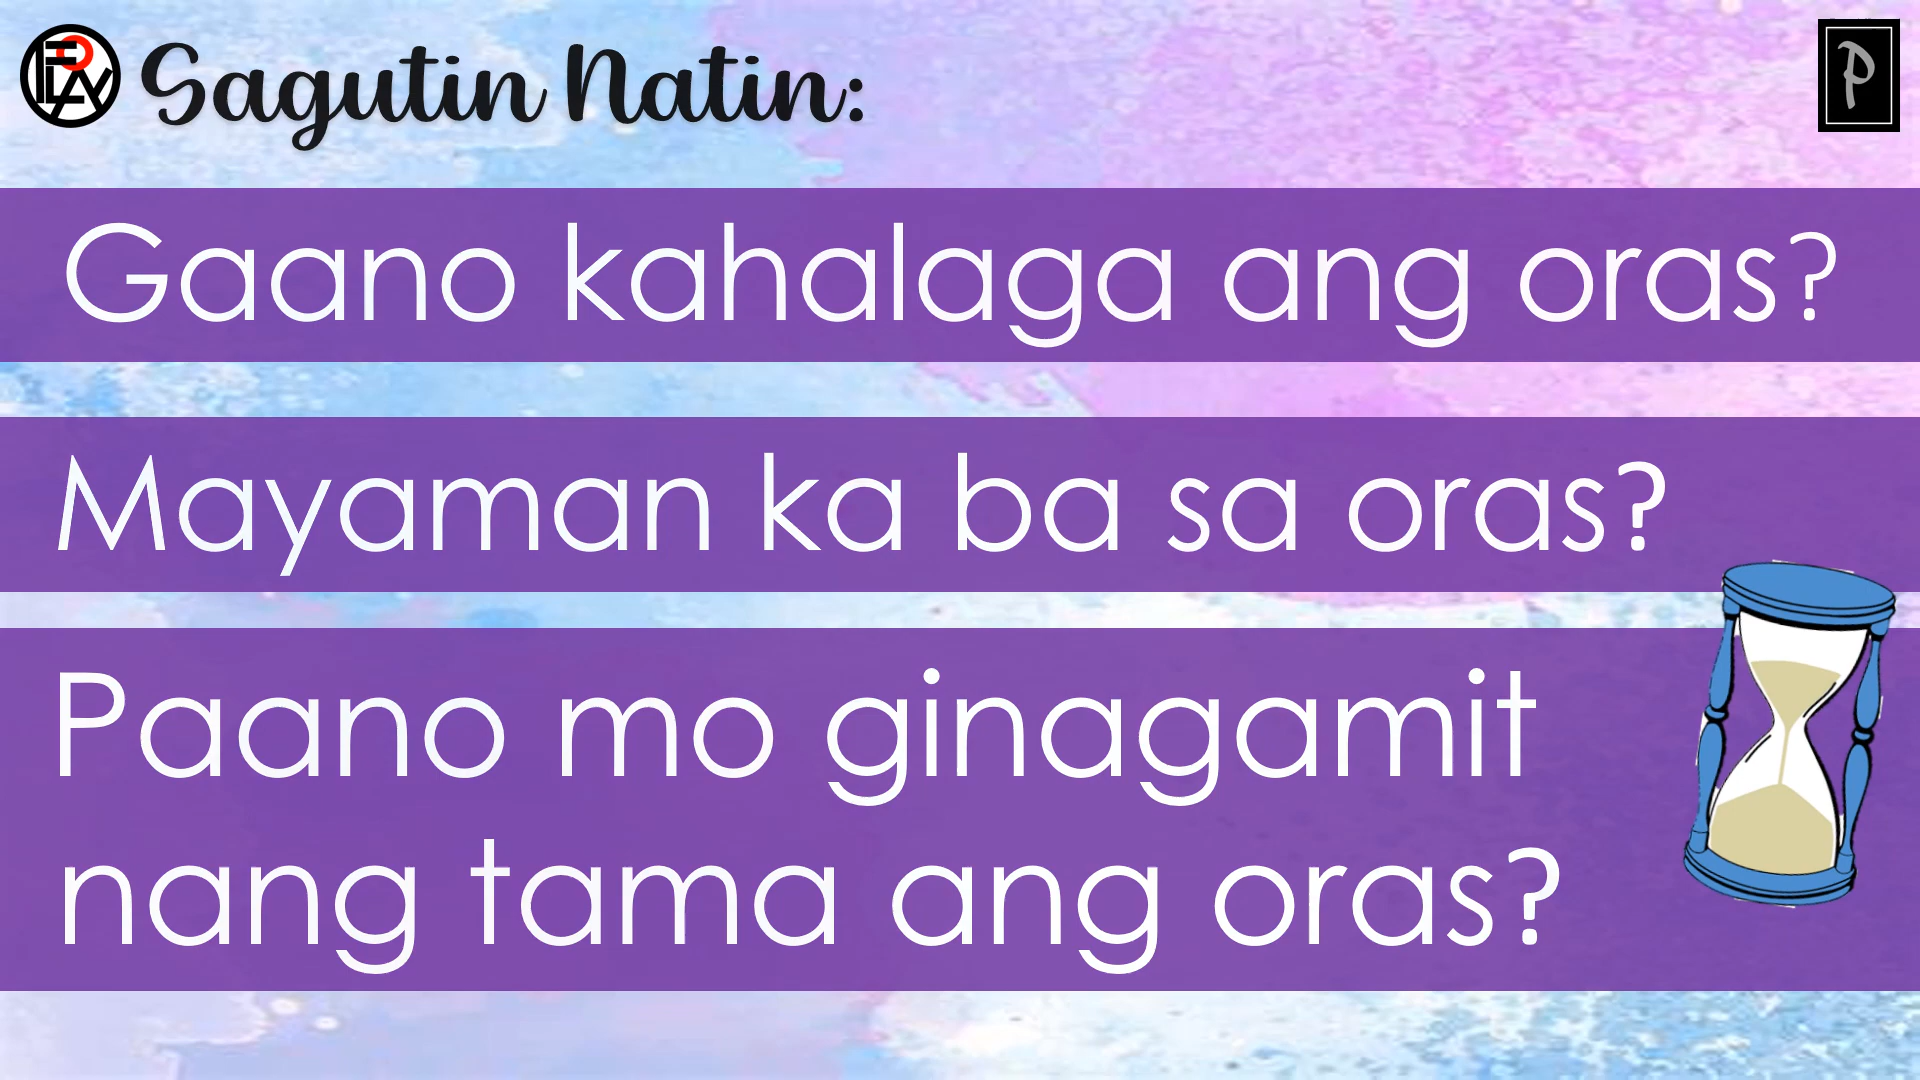 Sagutin Natin:
P
Gaano kahalaga ang oras?
Mayaman ka ba sa oras?
Paano mo ginagamit
nang tama ang oras?